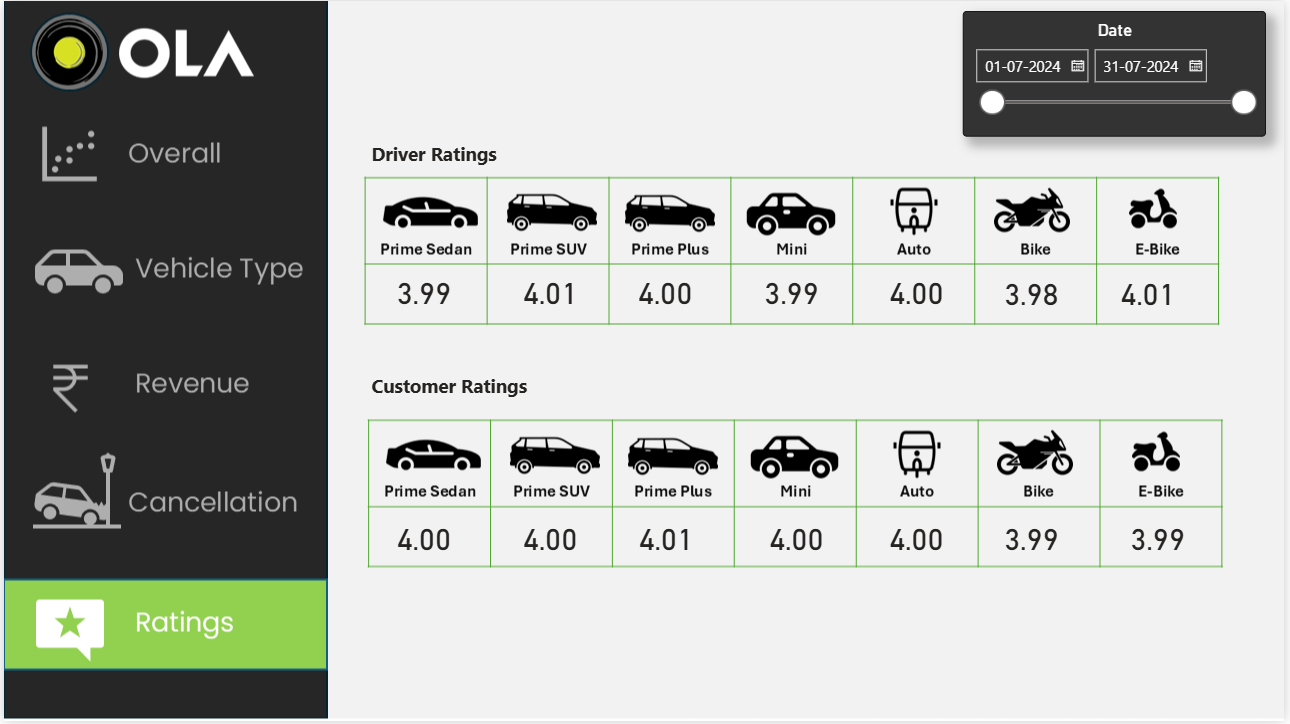 OLA
Overall
Vehicle Type
₹ Revenue
Cancellation
Ratings
Date
01-07-2024 31-07-2024
Driver Ratings
Prime Sedan Prime SUV Prime Plus Mini Auto Bike E-Bike
3.99 4.01 4.00 3.99 4.00 3.98 4.01
Customer Ratings
Prime Sedan Prime SUV Prime Plus Mini Auto Bike E-Bike
4.00 4.00 4.01 4.00 4.00 3.99 3.99